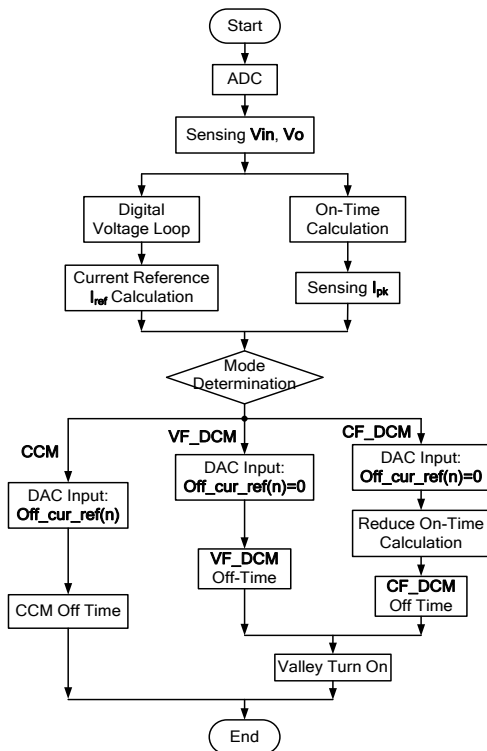 Start
ADC
Sensing Vin, Vo
Digital
Voltage Loop
On-Time
Calculation
Current Reference
Iref Calculation
Sensing Ipk
Mode
Determination
CCM
VF_DCM
CF_DCM
DAC Input:
Off_cur_ref(n)
DAC Input:
Off_cur_ref(n)=0
DAC Input:
Off_cur_ref(n)=0
Reduce On-Time
Calculation
CCM Off Time
VF_DCM
Off-Time
CF_DCM
Off Time
Valley Turn On
End